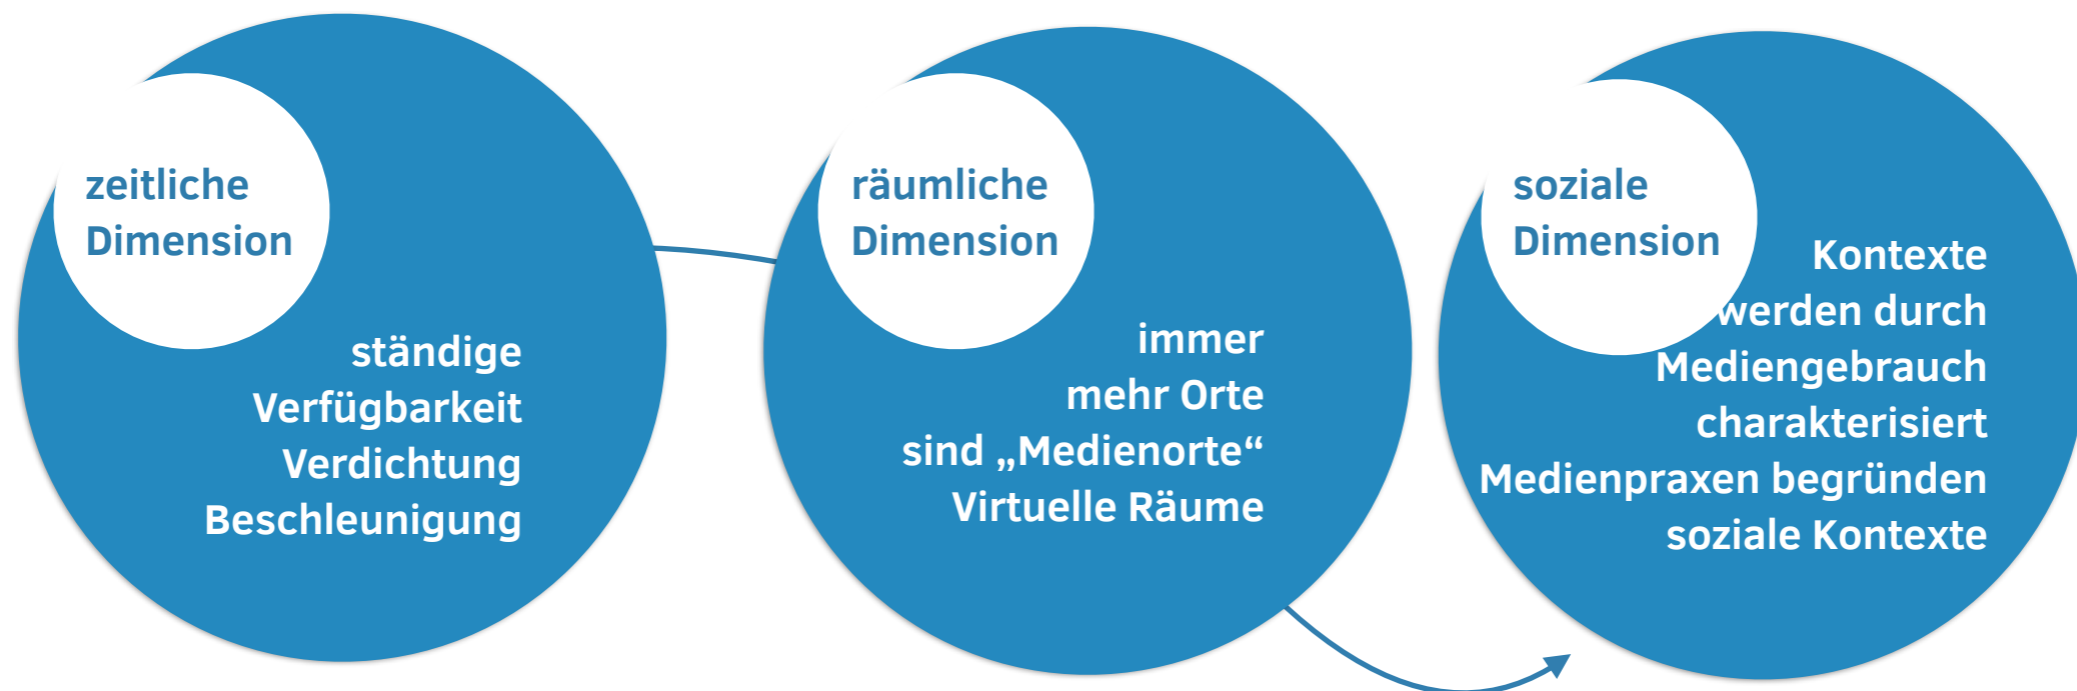 zeitliche
Dimension
ständige
Verfügbarkeit
Verdichtung
Beschleunigung
räumliche
Dimension
immer
mehr Orte
sind „Medienorte“
Virtuelle Räume
soziale
Dimension
Kontexte
werden durch
Mediengebrauch
charakterisiert
Medienpraxen begründen
soziale Kontexte